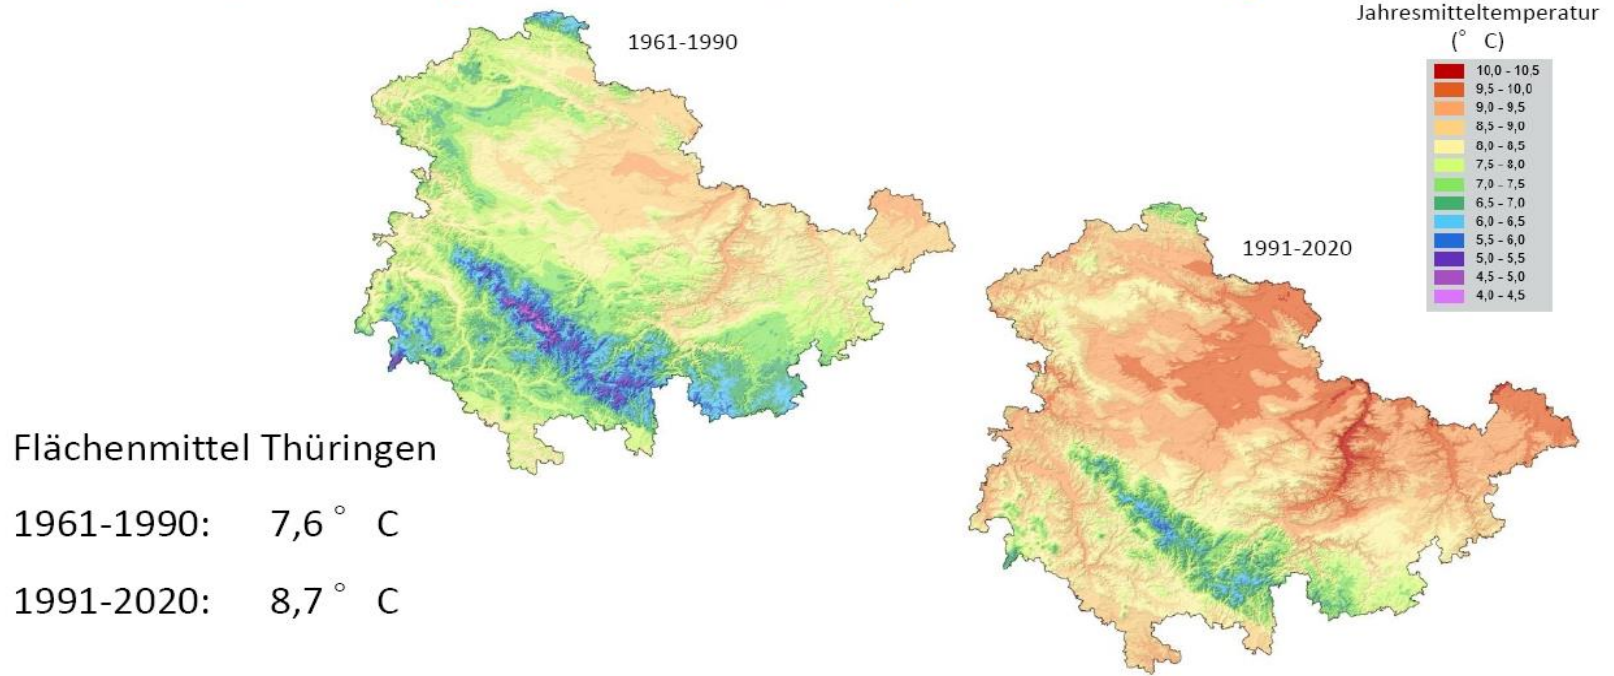 1961-1990
Jahresmitteltemperatur
(° C)
10,0 - 10,5
9,5 - 10,0
9,0 - 9,5
8,5 - 9,0
8,0 - 8,5
7,5 - 8,0
7,0 - 7,5
6,5 - 7,0
6,0 - 6,5
5,5 - 6,0
5,0 - 5,5
4,5 - 5,0
4,0 - 4,5
1991-2020
Flächenmittel Thüringen
1961-1990: 7,6 ° C
1991-2020: 8,7 ° C